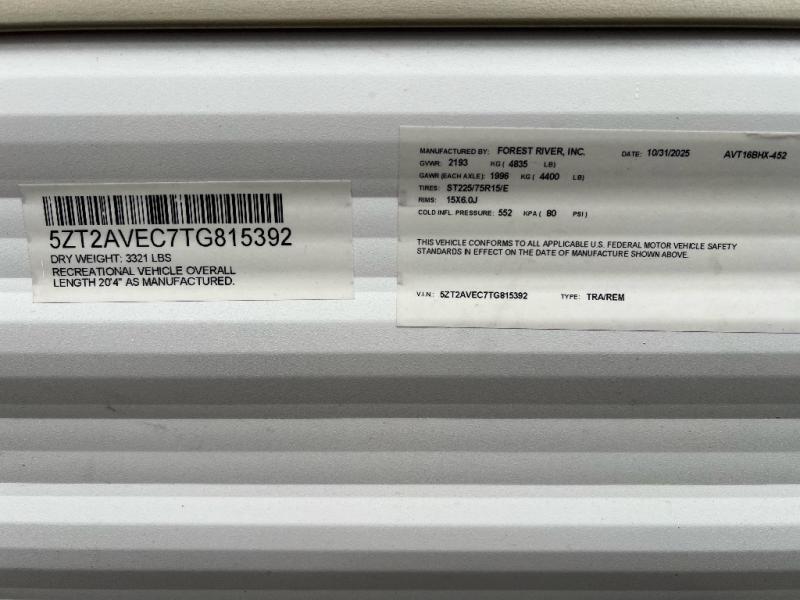 5ZT2AVEC7TG815392
DRY WEIGHT: 3321 LBS
RECREATIONAL VEHICLE OVERALL
LENGTH 20'4" AS MANUFACTURED.
MANUFACTURED BY: FOREST RIVER, INC. DATE: 10/31/2025 AVT16BHX-452
GVWR: 2193 KG ( 4835 LB)
GAWR (EACH AXLE): 1996 KG ( 4400 LB)
TIRES: ST225/75R15/E
RIMS: 15X6.0J
COLD INFL. PRESSURE: 552 KPA ( 80 PSI )
THIS VEHICLE CONFORMS TO ALL APPLICABLE U.S. FEDERAL MOTOR VEHICLE SAFETY
STANDARDS IN EFFECT ON THE DATE OF MANUFACTURE SHOWN ABOVE.
V.I.N.: 5ZT2AVEC7TG815392 TYPE: TRA/REM